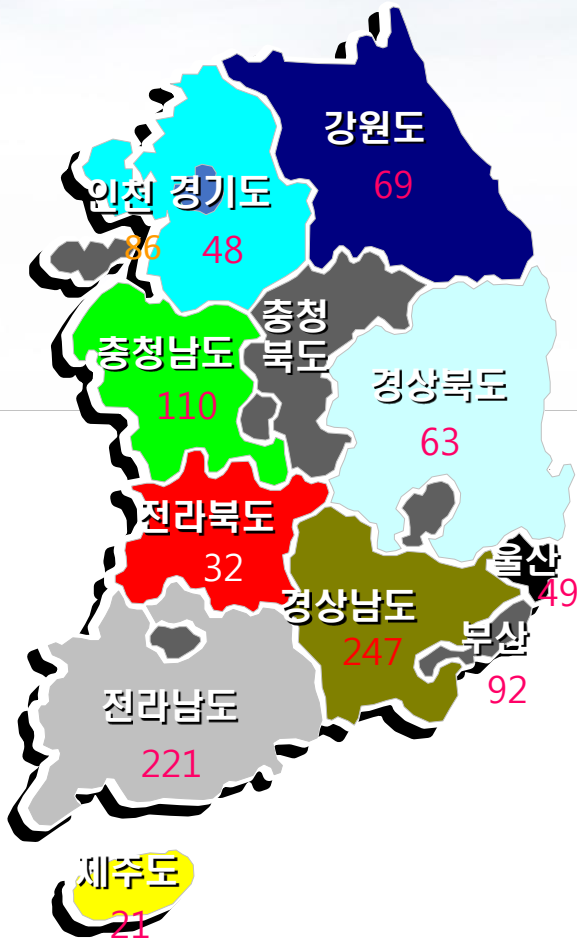 강원도
69
인천
86
경기도
48
충청
북도
충청남도
110
경상북도
63
전라북도
32
울산
49
경상남도
247
부산
92
전라남도
221
제주도
21